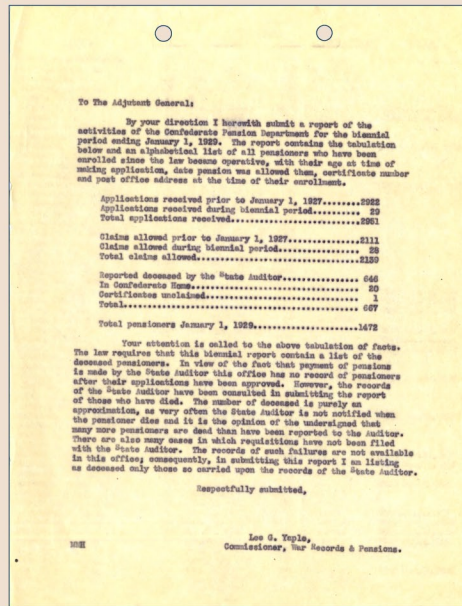 To The Adjutant General:
By your direction I herewith submit a report of the
activities of the Confederate Pension Department for the biennial
period ending January 1, 1929. The report contains the tabulation
below and an alphabetical list of all pensioners who have been
enrolled since the law became operative, with their age at time of
making application, date pension was allowed them, certificate number
and post office address at the time of their enrollment.
Applications received prior to January 1, 1927........2922
Applications received during biennial period......... 29
Total applications received...........................2951
Claims allowed prior to January 1, 1927...............2111
Claims allowed during biennial period................. 28
Total claims allowed..................................2139
Reported deceased by the State Auditor................ 646
In Confederate Home................................... 20
Certificates unclaimed................................ 1
Total................................................. 667
Total pensioners January 1, 1929......................1472
Your attention is called to the above tabulation of facts.
The law requires that this biennial report contain a list of the
deceased pensioners. In view of the fact that payment of pensions
is made by the State Auditor this office has no record of pensioners
after their applications have been approved. However, the records
of the State Auditor have been consulted in submitting the report
of those who have died. The number of deceased is purely an
approximation, as very often the State Auditor is not notified when
the pensioner dies and it is the opinion of the undersigned that
many more pensioners are dead than have been reported to the Auditor.
There are also many cases in which requisitions have not been filed
with the State Auditor. The records of such failures are not available
in this office; consequently, in submitting this report I am listing
as deceased only those so carried upon the records of the State Auditor.
Respectfully submitted,
Lee G. Yaple,
Commissioner, War Records & Pensions.